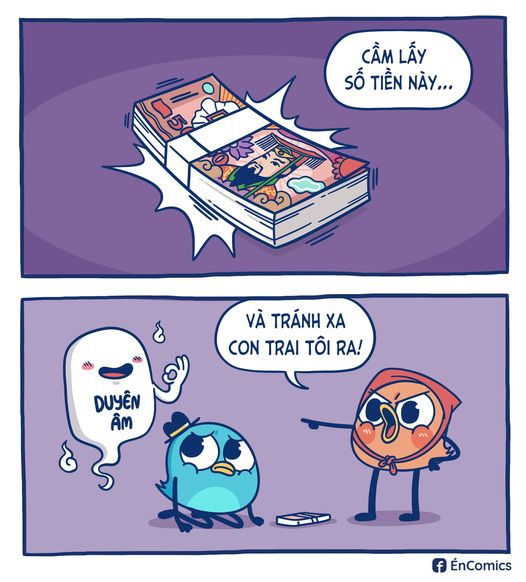 CẦM LẤY
SỐ TIỀN NÀY...
VÀ TRÁNH XA
CON TRAI TÔI RA!
DUYÊN
ÂM
ÉnComics